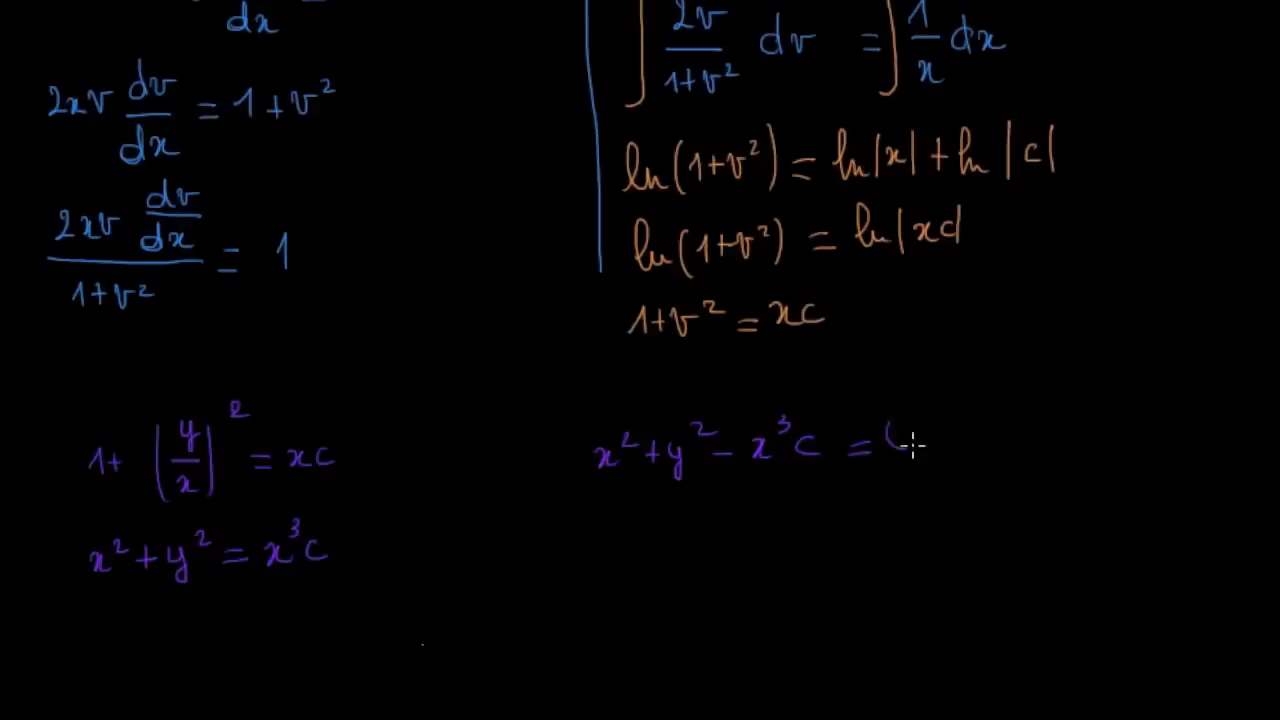 dx
2xv dv/dx = 1 + v²
2xv dv/dx / 1+v² = 1
∫ 2v/1+v² dv = ∫ 1/x dx
ln(1+v²) = ln|x| + ln|c|
ln(1+v²) = ln|xc|
1+v² = xc
1+ (y/x)² = xc
x² + y² = x³c
x² + y² - x³c =